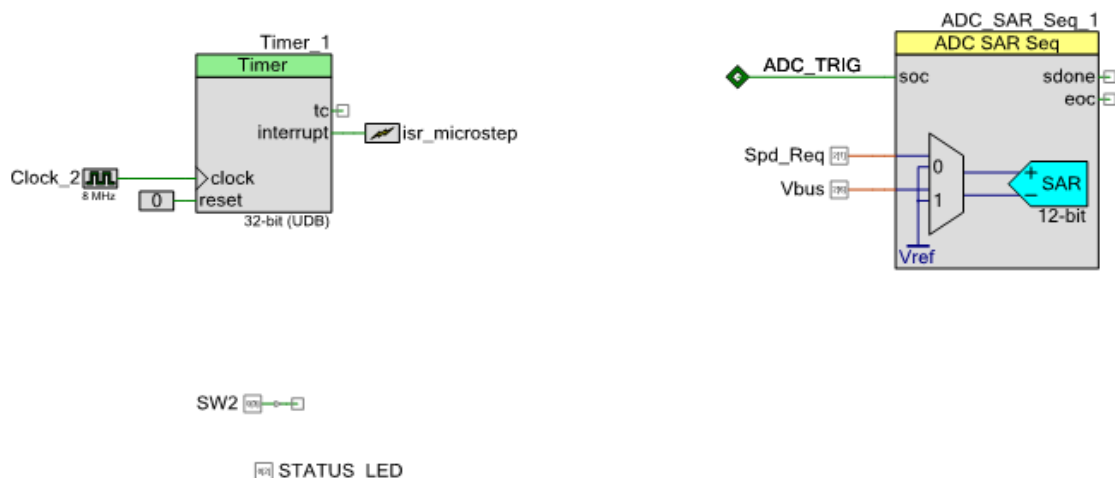 Timer_1
Timer
tc
interrupt
isr_microstep
Clock_2
8 MHz
clock
0
reset
32-bit (UDB)
ADC_SAR_Seq_1
ADC SAR Seq
ADC_TRIG
soc
sdone
eoc
Spd_Req
0
+
SAR
Vbus
1
−
12-bit
Vref
SW2
STATUS_LED